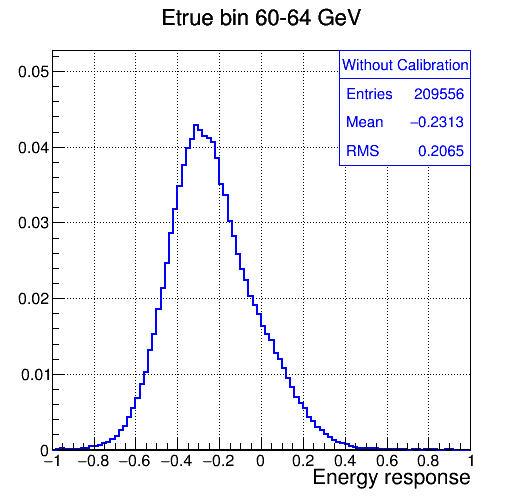 Etrue bin 60-64 GeV
Without Calibration
Entries 209556
Mean −0.2313
RMS 0.2065
0.05
0.04
0.03
0.02
0.01
0
−1 −0.8 −0.6 −0.4 −0.2 0 0.2 0.4 0.6 0.8 1
Energy response